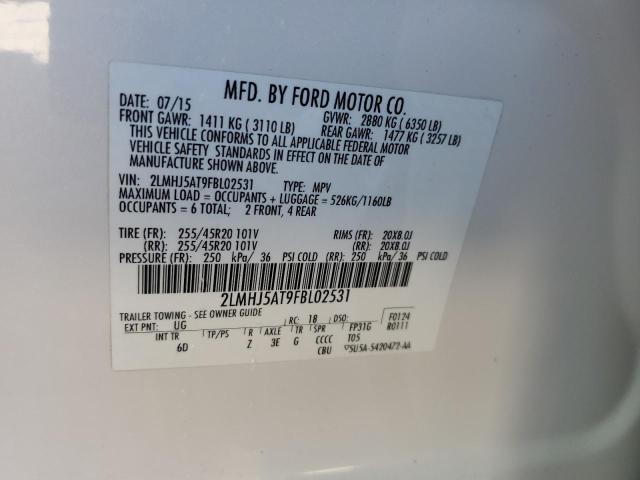 MFD. BY FORD MOTOR CO.
DATE: 07/15 GVWR: 2880 KG ( 6350 LB)
FRONT GAWR: 1411 KG ( 3110 LB) REAR GAWR: 1477 KG ( 3257 LB)
THIS VEHICLE CONFORMS TO ALL APPLICABLE FEDERAL MOTOR
VEHICLE SAFETY STANDARDS IN EFFECT ON THE DATE OF
MANUFACTURE SHOWN ABOVE.
VIN: 2LMHJ5AT9FBL02531 TYPE: MPV
MAXIMUM LOAD = OCCUPANTS + LUGGAGE = 526KG/1160LB
OCCUPANTS = 6 TOTAL; 2 FRONT, 4 REAR
TIRE (FR): 255/45R20 101V RIMS (FR): 20X8.0J
(RR): 255/45R20 101V (RR): 20X8.0J
PRESSURE (FR): 250 kPa/ 36 PSI COLD (RR): 250 kPa/ 36 PSI COLD
2LMHJ5AT9FBL02531
TRAILER TOWING - SEE OWNER GUIDE
EXT PNT: UG RC: 18 DSO: F0124
R0111
INT TR TP/PS R AXLE TR SPR FP31G
6D Z 3E G CCCC T05
CBU 5U5A-5420472-AA